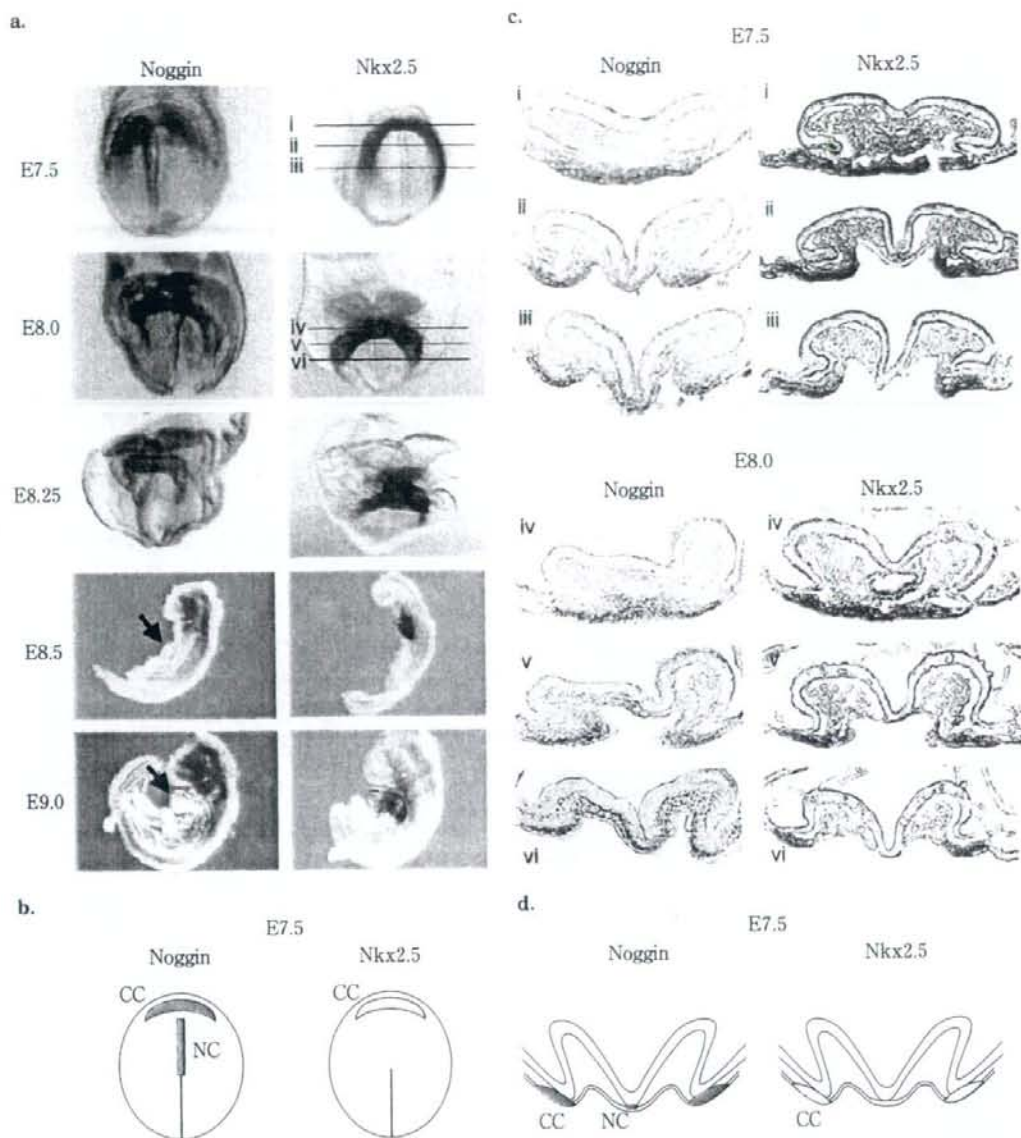 a.
Noggin Nkx2.5
E7.5
i
ii
iii
E8.0
iv
v
vi
E8.25
E8.5
E9.0
b.
E7.5
Noggin Nkx2.5
CC CC
NC
c.
E7.5
Noggin Nkx2.5
i i
ii ii
iii iii
E8.0
Noggin Nkx2.5
iv iv
v v
vi vi
d.
E7.5
Noggin Nkx2.5
CC NC CC